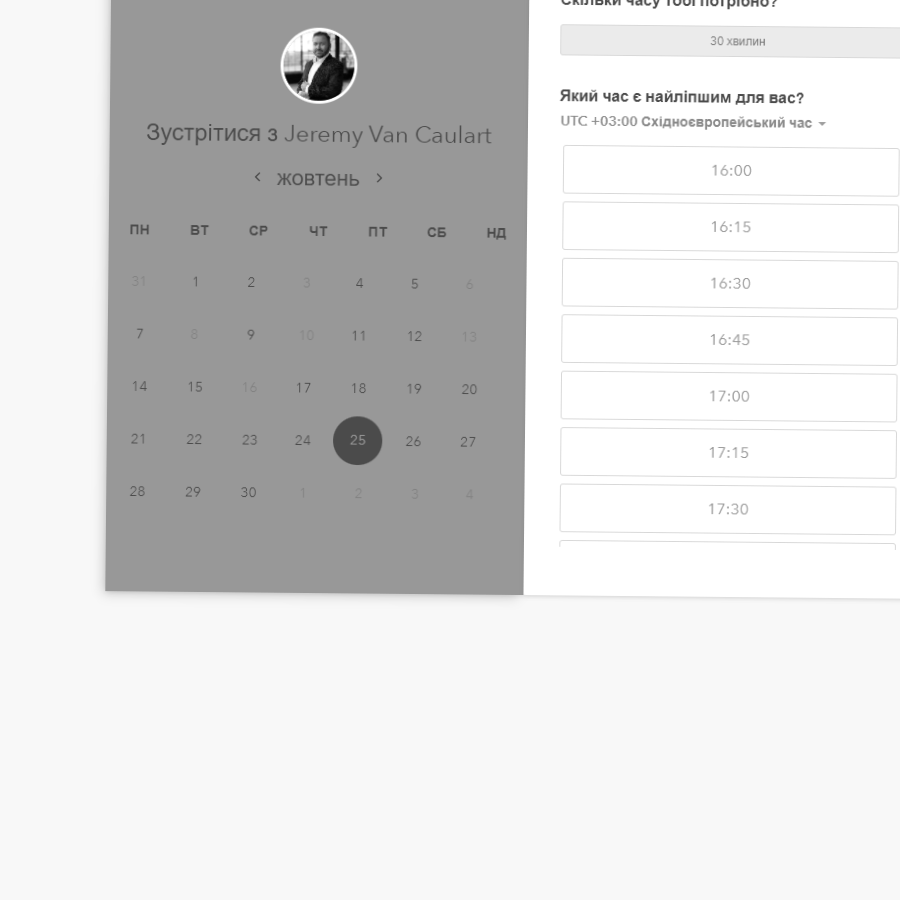 Зустрітися з Jeremy Van Caulart
жовтень
ПН ВТ СР ЧТ ПТ СБ НД
31 1 2 3 4 5 6
7 8 9 10 11 12 13
14 15 16 17 18 19 20
21 22 23 24 25 26 27
28 29 30 1 2 3 4
Скільки часу тобі потрібно?
30 хвилин
Який час є найліпшим для вас?
UTC +03:00 Східноєвропейський час
16:00
16:15
16:30
16:45
17:00
17:15
17:30